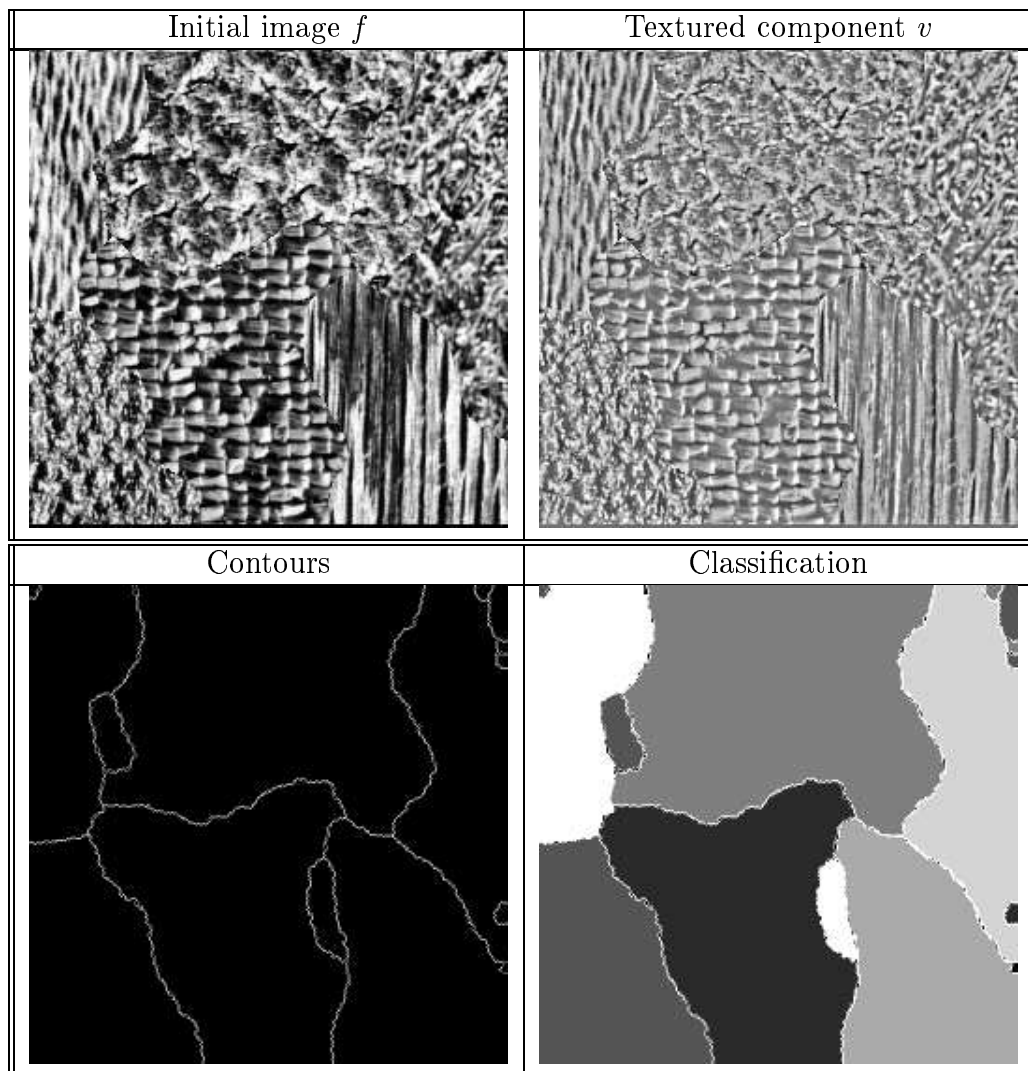 Initial image f
Textured component v
Contours
Classification